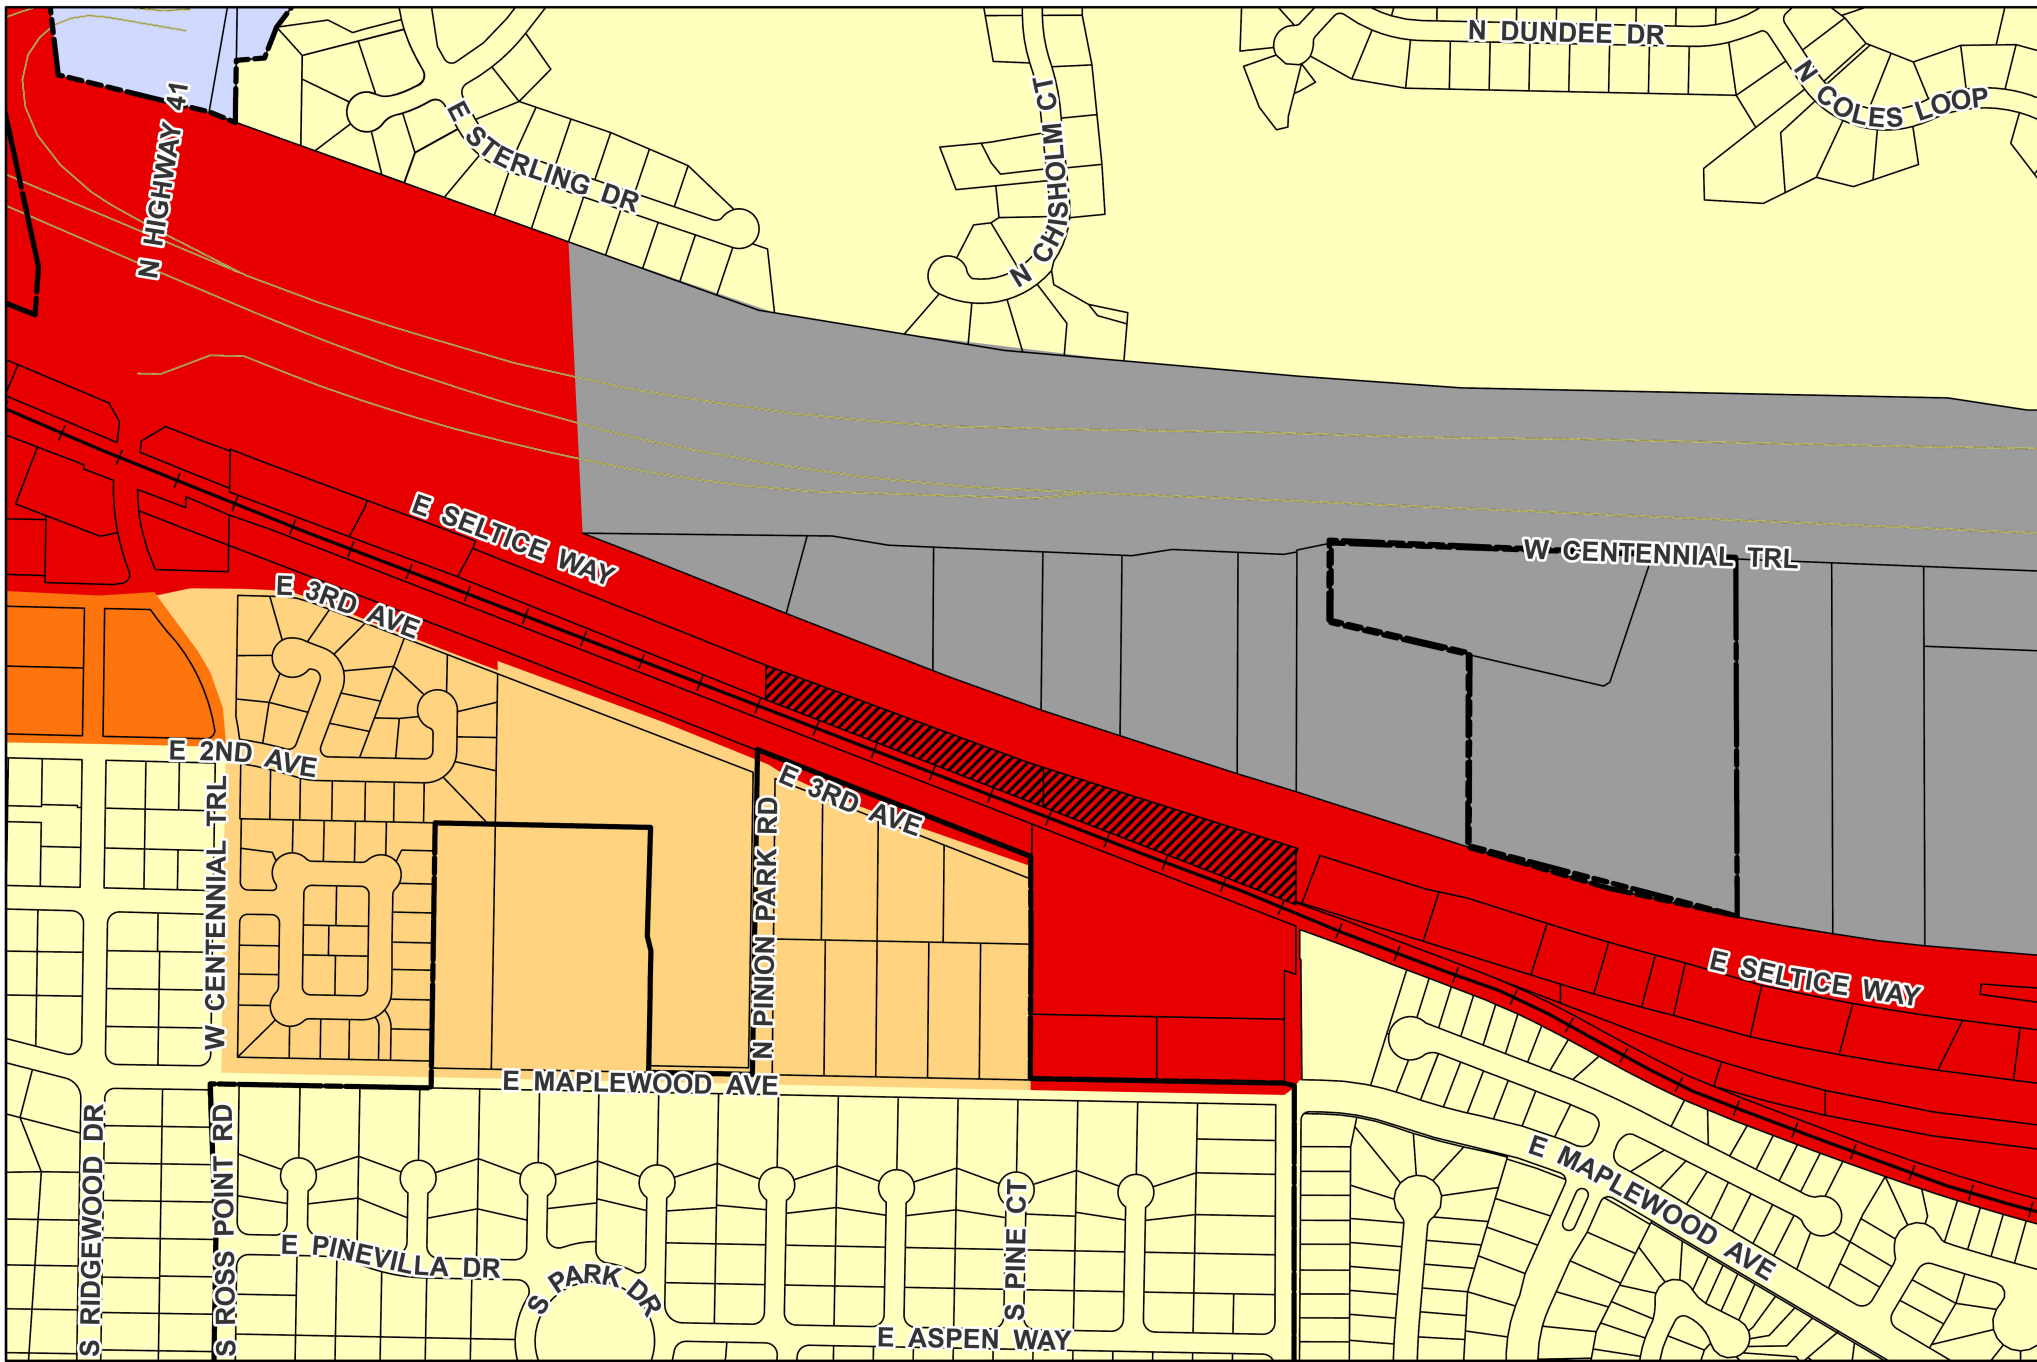 N DUNDEE DR
N COLES LOOP
N CHISHOLM CT
E STERLING DR
N HIGHWAY 41
E SELTICE WAY
W CENTENNIAL TRL
E 3RD AVE
E 2ND AVE
E 3RD AVE
W CENTENNIAL TRL
N PINION PARK RD
E SELTICE WAY
E MAPLEWOOD AVE
S RIDGEWOOD DR
S ROSS POINT RD
E PINEVILLA DR
S PARK DR
S PINE CT
E MAPLEWOOD AVE
E ASPEN WAY